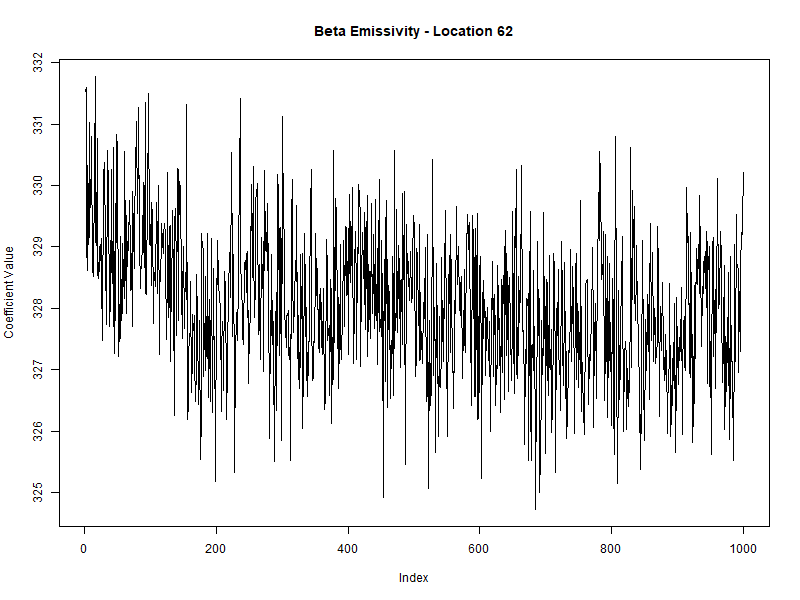 Beta Emissivity - Location 62
Coefficient Value
332
331
330
329
328
327
326
325
0 200 400 600 800 1000
Index